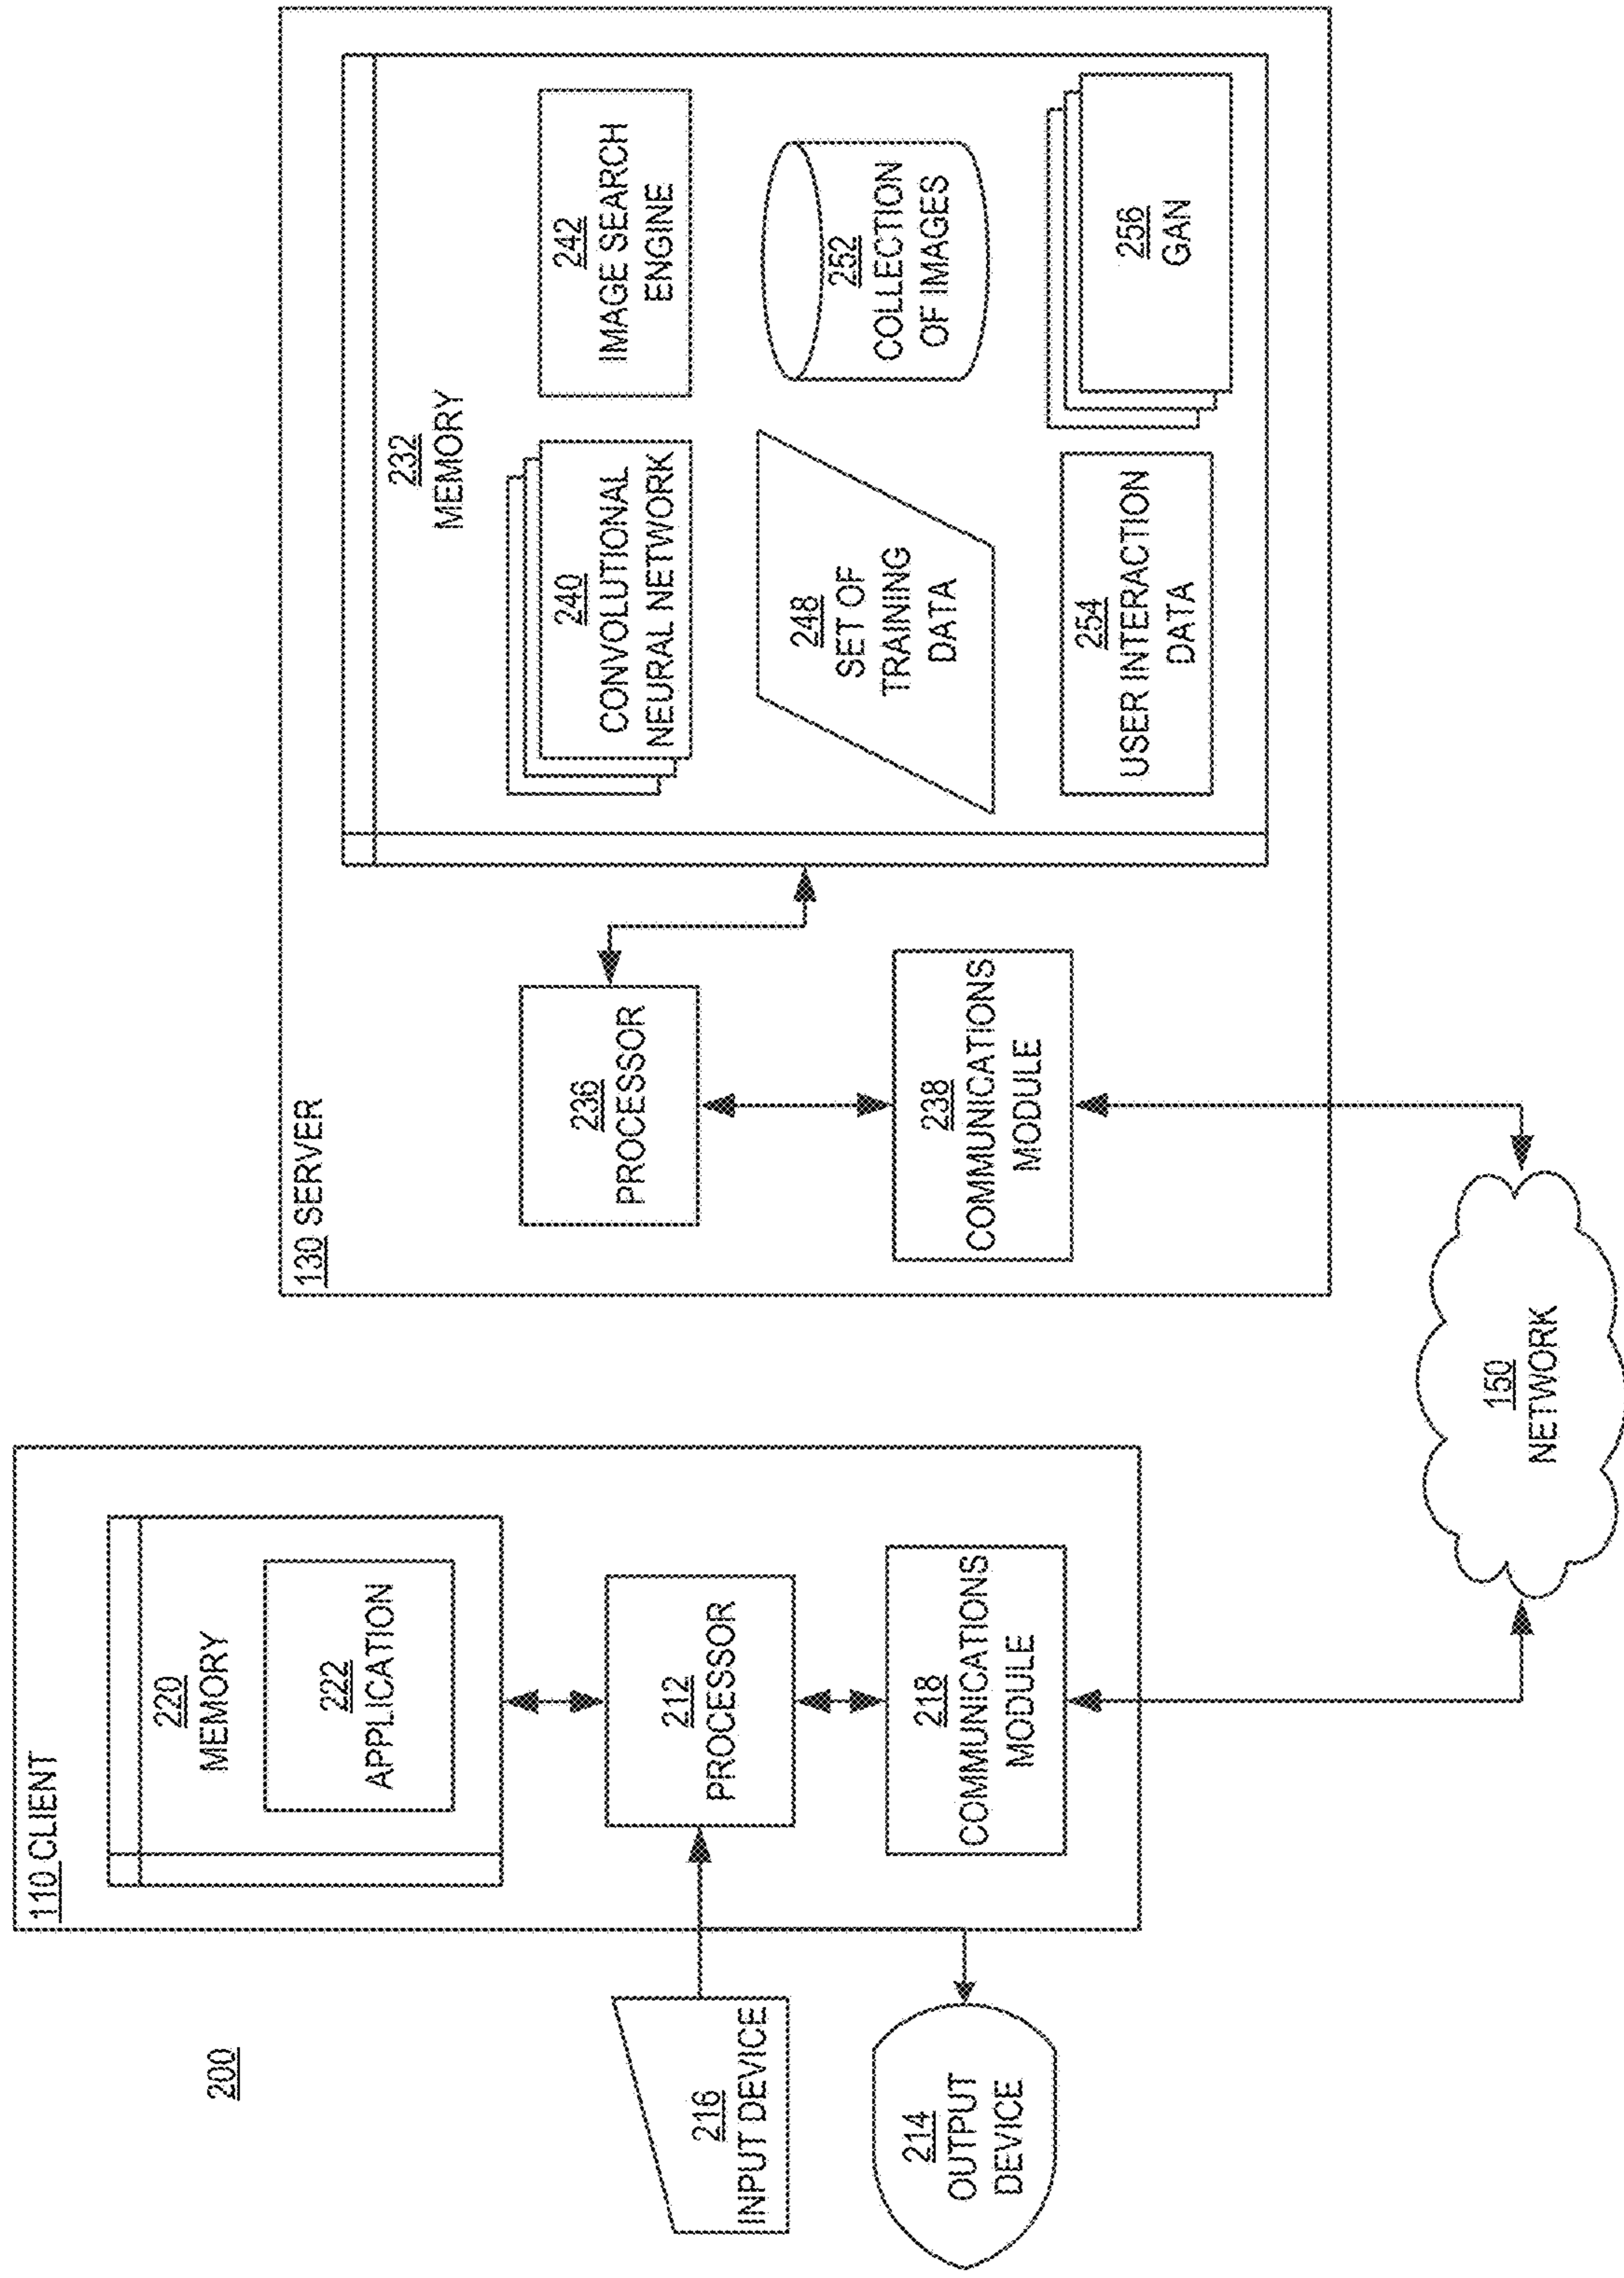 200
110 CLIENT
220
MEMORY
222
APPLICATION
212
PROCESSOR
218
COMMUNICATIONS
MODULE
216
INPUT DEVICE
214
OUTPUT
DEVICE
150
NETWORK
130 SERVER
236
PROCESSOR
238
COMMUNICATIONS
MODULE
232
MEMORY
240
CONVOLUTIONAL
NEURAL NETWORK
242
IMAGE SEARCH
ENGINE
248
SET OF
TRAINING
DATA
252
COLLECTION
OF IMAGES
254
USER INTERACTION
DATA
256
GAN